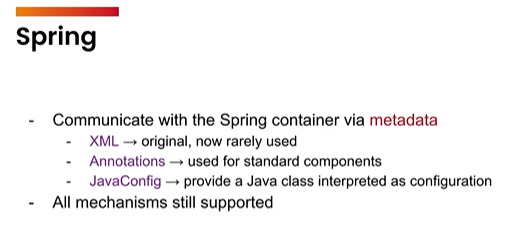 Spring
- Communicate with the Spring container via metadata
- XML → original, now rarely used
- Annotations → used for standard components
- JavaConfig → provide a Java class interpreted as configuration
- All mechanisms still supported